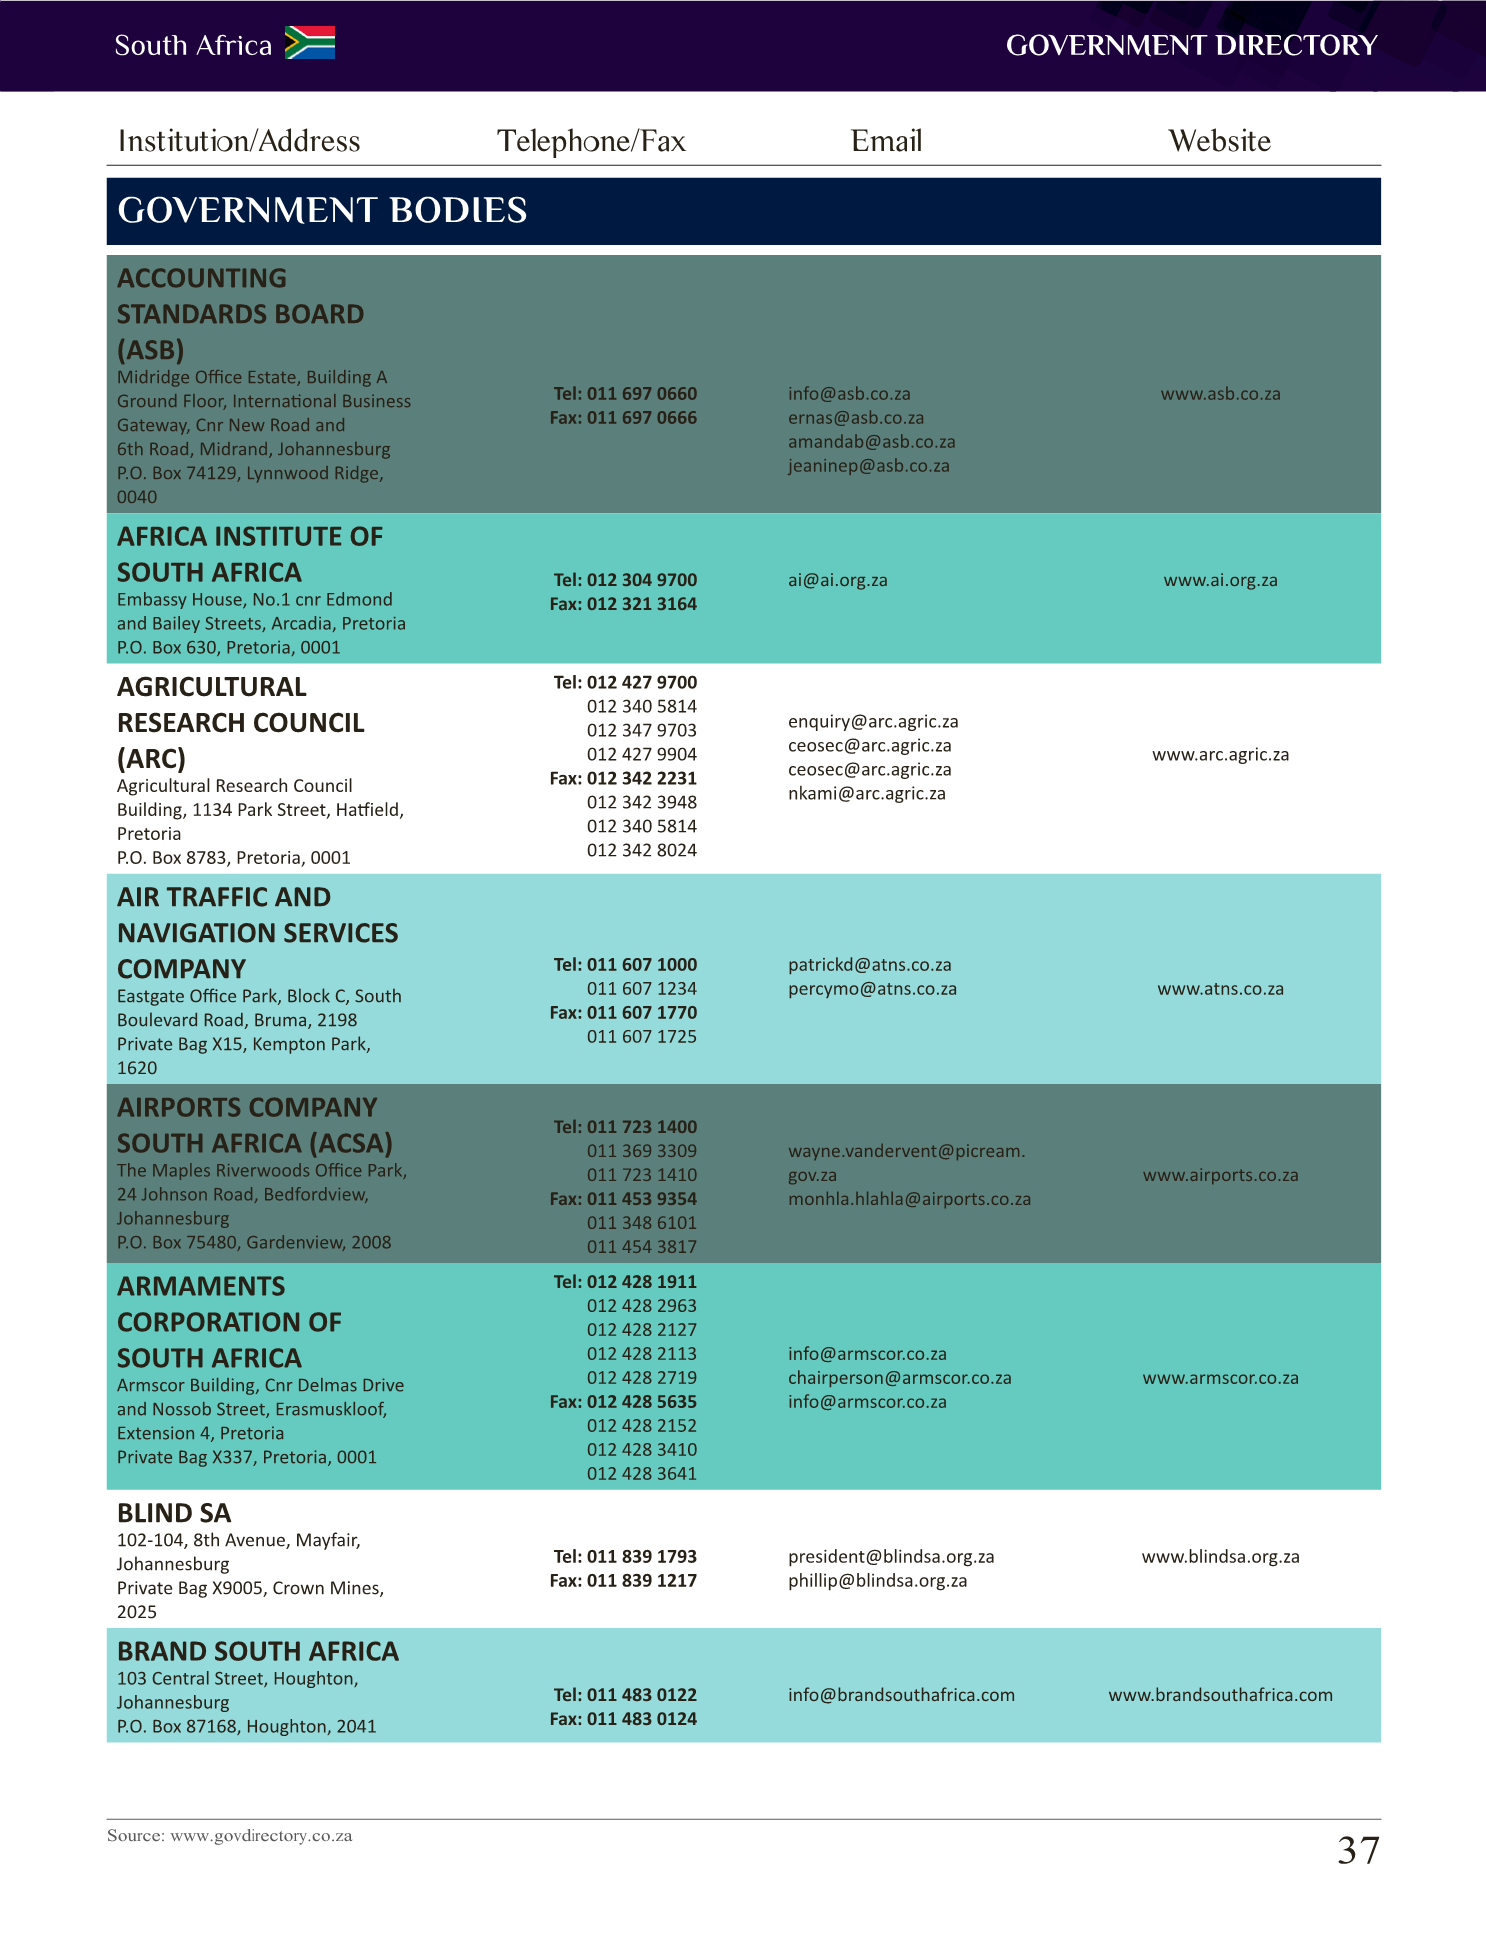 South Africa
GOVERNMENT DIRECTORY
Institution/Address Telephone/Fax Email Website
GOVERNMENT BODIES
ACCOUNTING
STANDARDS BOARD
(ASB)
Midridge Office Estate, Building A
Ground Floor, International Business
Gateway, Cnr New Road and
6th Road, Midrand, Johannesburg
P.O. Box 74129, Lynnwood Ridge,
0040
Tel: 011 697 0660
Fax: 011 697 0666
info@asb.co.za
ernas@asb.co.za
amandab@asb.co.za
jeaninep@asb.co.za
www.asb.co.za
AFRICA INSTITUTE OF
SOUTH AFRICA
Embassy House, No.1 cnr Edmond
and Bailey Streets, Arcadia, Pretoria
P.O. Box 630, Pretoria, 0001
Tel: 012 304 9700
Fax: 012 321 3164
ai@ai.org.za
www.ai.org.za
AGRICULTURAL
RESEARCH COUNCIL
(ARC)
Agricultural Research Council
Building, 1134 Park Street, Hatfield,
Pretoria
P.O. Box 8783, Pretoria, 0001
Tel: 012 427 9700
012 340 5814
012 347 9703
012 427 9904
Fax: 012 342 2231
012 342 3948
012 340 5814
012 342 8024
enquiry@arc.agric.za
ceosec@arc.agric.za
ceosec@arc.agric.za
nkami@arc.agric.za
www.arc.agric.za
AIR TRAFFIC AND
NAVIGATION SERVICES
COMPANY
Eastgate Office Park, Block C, South
Boulevard Road, Bruma, 2198
Private Bag X15, Kempton Park,
1620
Tel: 011 607 1000
011 607 1234
Fax: 011 607 1770
011 607 1725
patrickd@atns.co.za
percymo@atns.co.za
www.atns.co.za
AIRPORTS COMPANY
SOUTH AFRICA (ACSA)
The Maples Riverwoods Office Park,
24 Johnson Road, Bedfordview,
Johannesburg
P.O. Box 75480, Gardenview, 2008
Tel: 011 723 1400
011 369 3309
011 723 1410
Fax: 011 453 9354
011 348 6101
011 454 3817
wayne.vandervent@picream.
gov.za
monhla.hlahla@airports.co.za
www.airports.co.za
ARMAMENTS
CORPORATION OF
SOUTH AFRICA
Armscor Building, Cnr Delmas Drive
and Nossob Street, Erasmuskloof,
Extension 4, Pretoria
Private Bag X337, Pretoria, 0001
Tel: 012 428 1911
012 428 2963
012 428 2127
012 428 2113
012 428 2719
Fax: 012 428 5635
012 428 2152
012 428 3410
012 428 3641
info@armscor.co.za
chairperson@armscor.co.za
info@armscor.co.za
www.armscor.co.za
BLIND SA
102-104, 8th Avenue, Mayfair,
Johannesburg
Private Bag X9005, Crown Mines,
2025
Tel: 011 839 1793
Fax: 011 839 1217
president@blindsa.org.za
phillip@blindsa.org.za
www.blindsa.org.za
BRAND SOUTH AFRICA
103 Central Street, Houghton,
Johannesburg
P.O. Box 87168, Houghton, 2041
Tel: 011 483 0122
Fax: 011 483 0124
info@brandsouthafrica.com
www.brandsouthafrica.com
Source: www.govdirectory.co.za
37